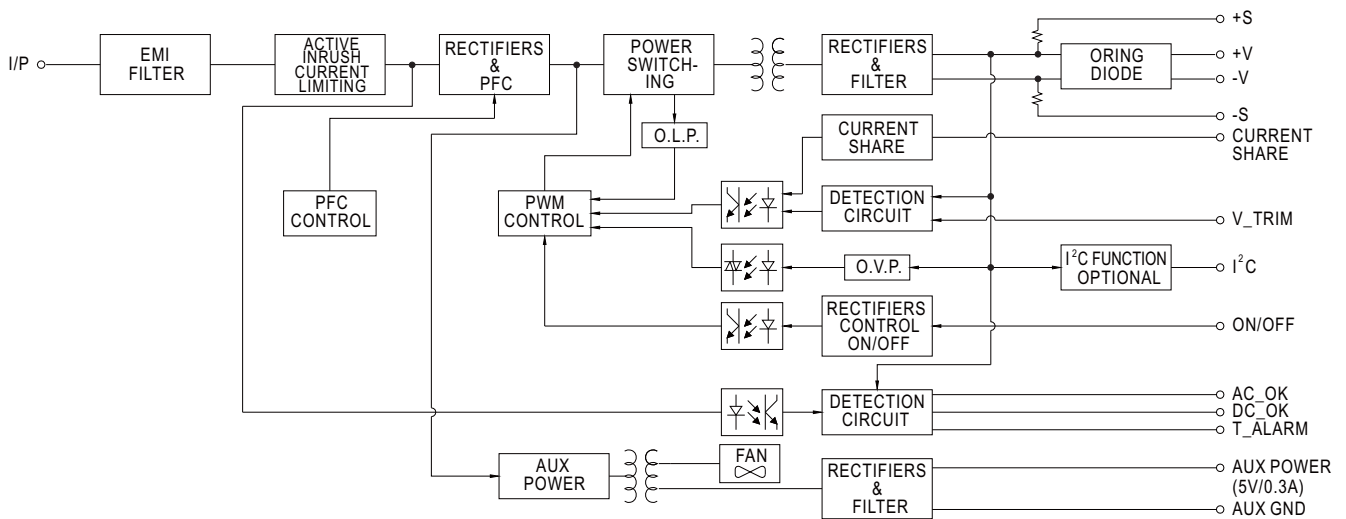 I/P
EMI
FILTER
ACTIVE
INRUSH
CURRENT
LIMITING
RECTIFIERS
&
PFC
POWER
SWITCH-
ING
RECTIFIERS
&
FILTER
ORING
DIODE
+S
+V
-V
-S
O.L.P.
CURRENT
SHARE
CURRENT
SHARE
PFC
CONTROL
PWM
CONTROL
DETECTION
CIRCUIT
V_TRIM
O.V.P.
I²C FUNCTION
OPTIONAL
I²C
RECTIFIERS
CONTROL
ON/OFF
ON/OFF
DETECTION
CIRCUIT
AC_OK
DC_OK
T_ALARM
AUX
POWER
FAN
RECTIFIERS
&
FILTER
AUX POWER
(5V/0.3A)
AUX GND